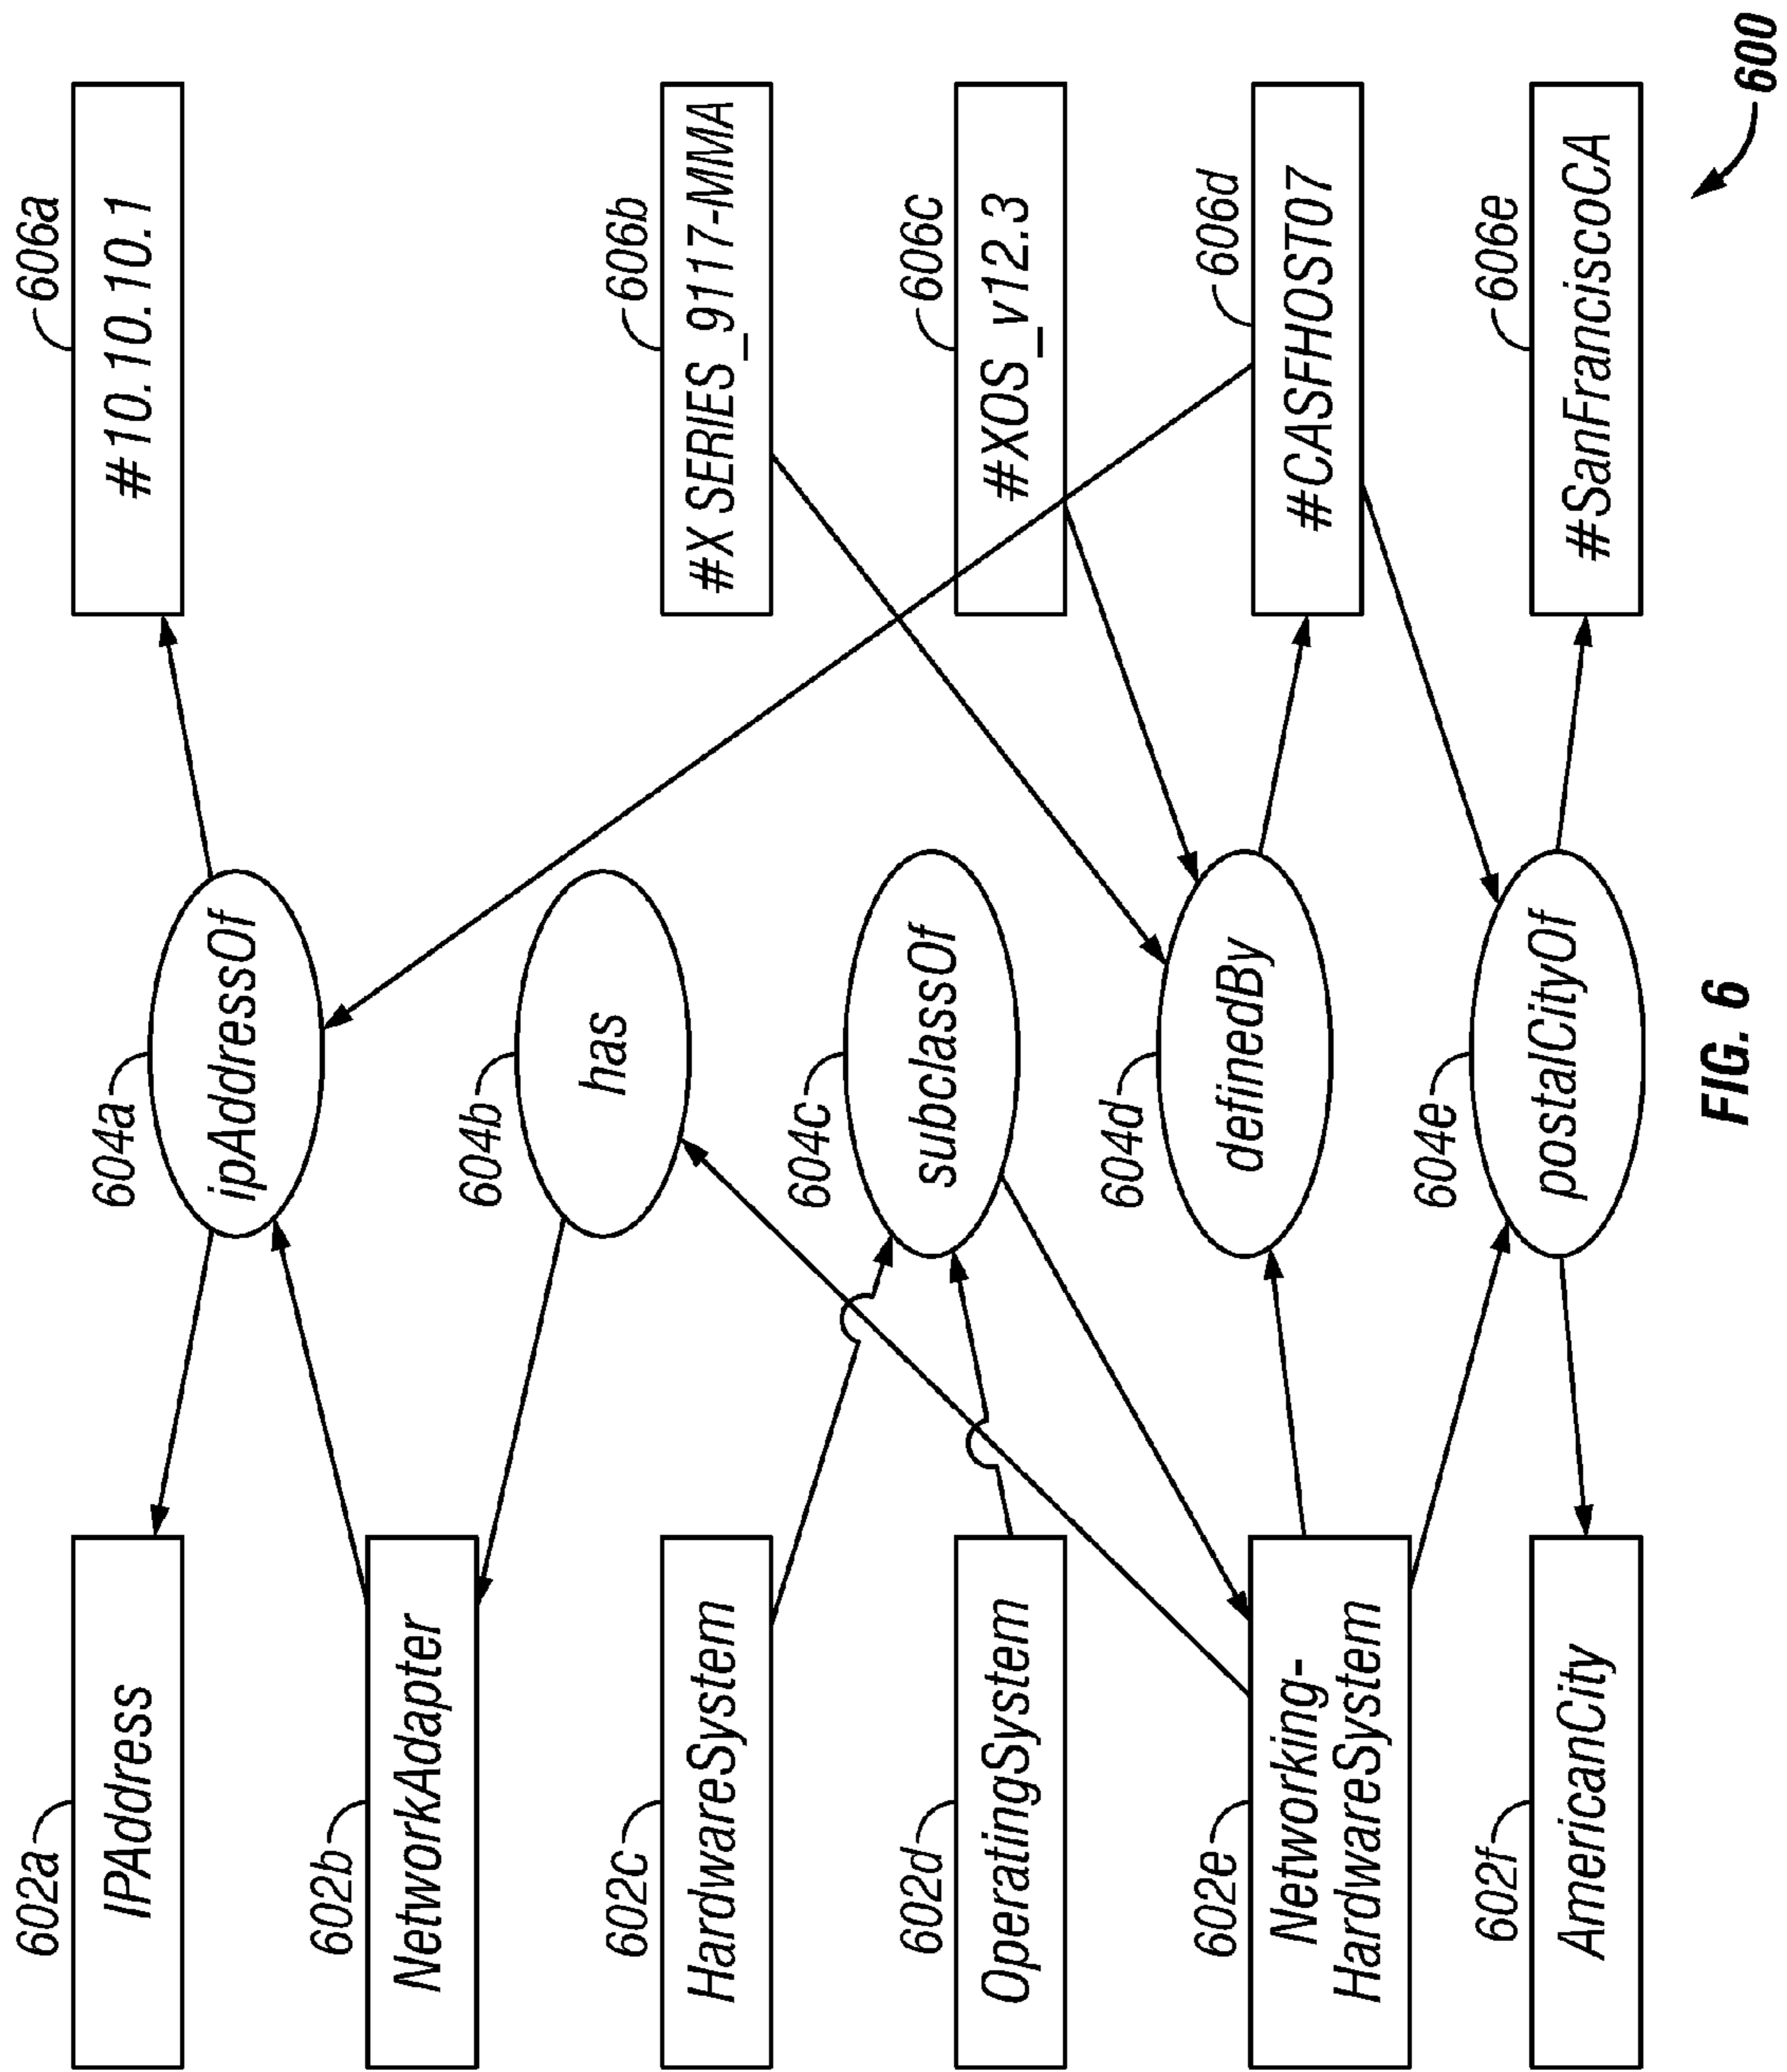 602a
IPAddress
602b
NetworkAdapter
602c
HardwareSystem
602d
OperatingSystem
602e
Networking-
HardwareSystem
602f
AmericanCity
604a
ipAddressOf
604b
has
604c
subclassOf
604d
definedBy
604e
postalCityOf
606a
#10.10.10.1
606b
#X SERIES_9117-MMA
606c
#XOS_v12.3
606d
#CASFHOST07
606e
#SanFranciscoCA
600
FIG. 6